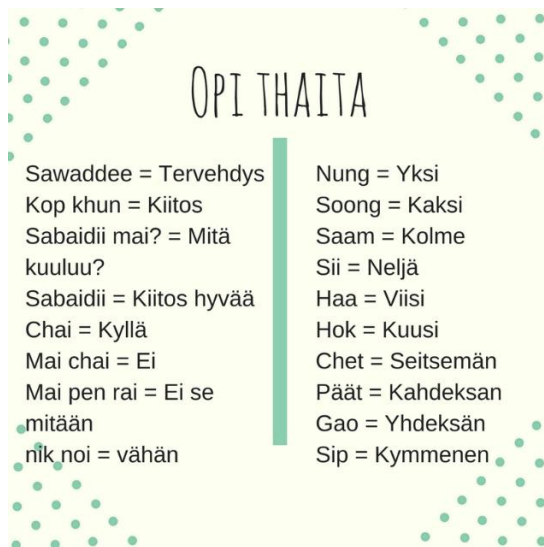 OPI THAITA
Sawaddee = Tervehdys
Kop khun = Kiitos
Sabaidii mai? = Mitä
kuuluu?
Sabaidii = Kiitos hyvää
Chai = Kyllä
Mai chai = Ei
Mai pen rai = Ei se
mitään
nik noi = vähän
Nung = Yksi
Soong = Kaksi
Saam = Kolme
Sii = Neljä
Haa = Viisi
Hok = Kuusi
Chet = Seitsemän
Päät = Kahdeksan
Gao = Yhdeksän
Sip = Kymmenen